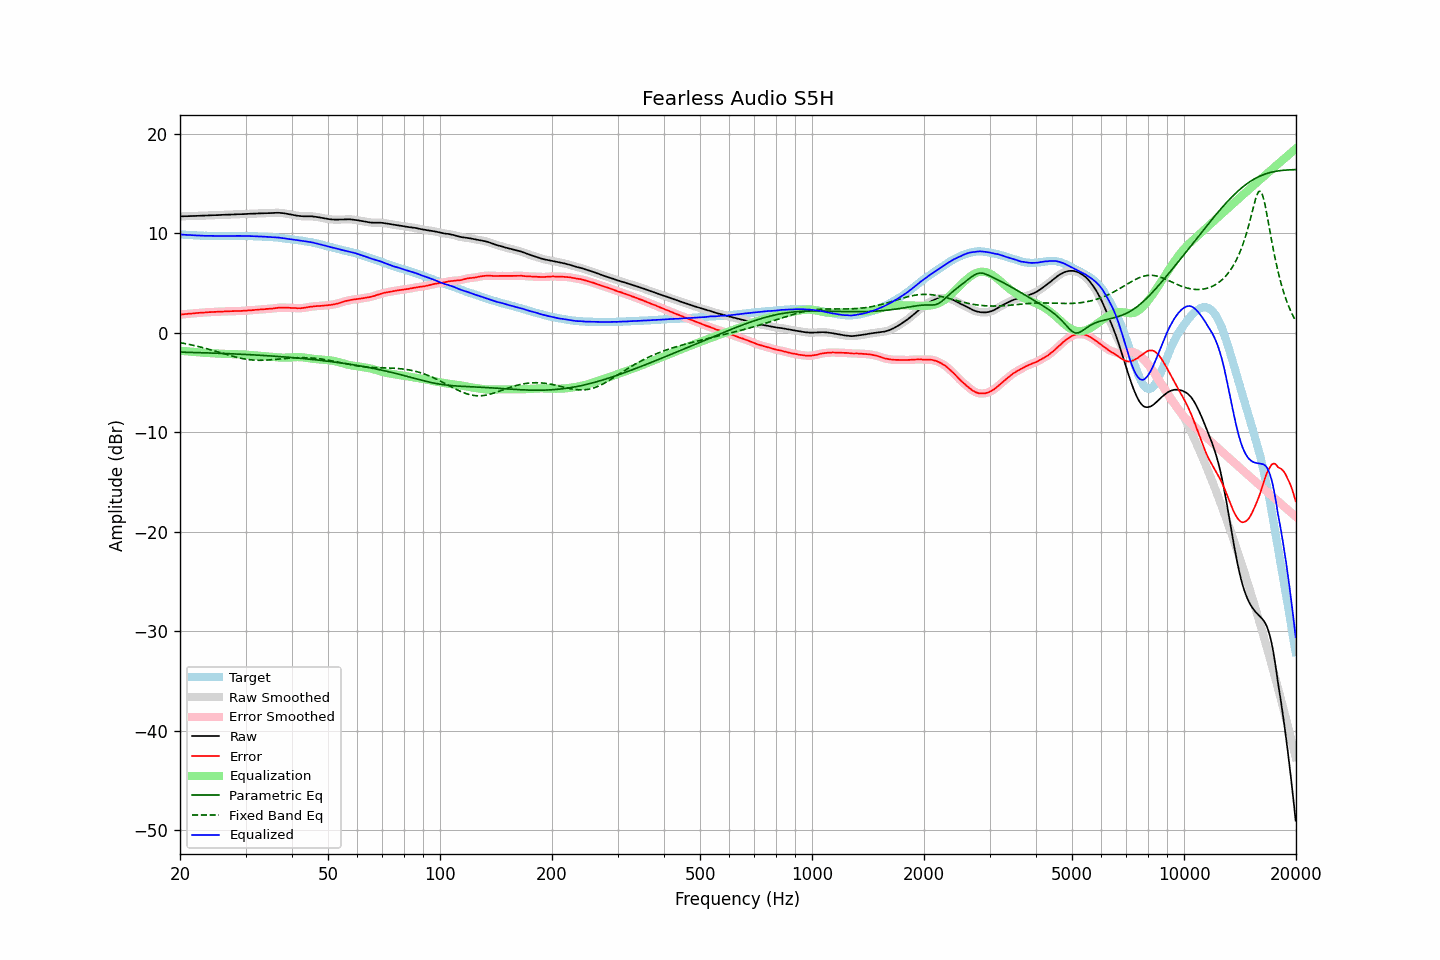 Fearless Audio S5H
Amplitude (dBr)
20
10
0
−10
−20
−30
−40
−50
Target
Raw Smoothed
Error Smoothed
Raw
Error
Equalization
Parametric Eq
Fixed Band Eq
Equalized
20 50 100 200 500 1000 2000 5000 10000 20000
Frequency (Hz)